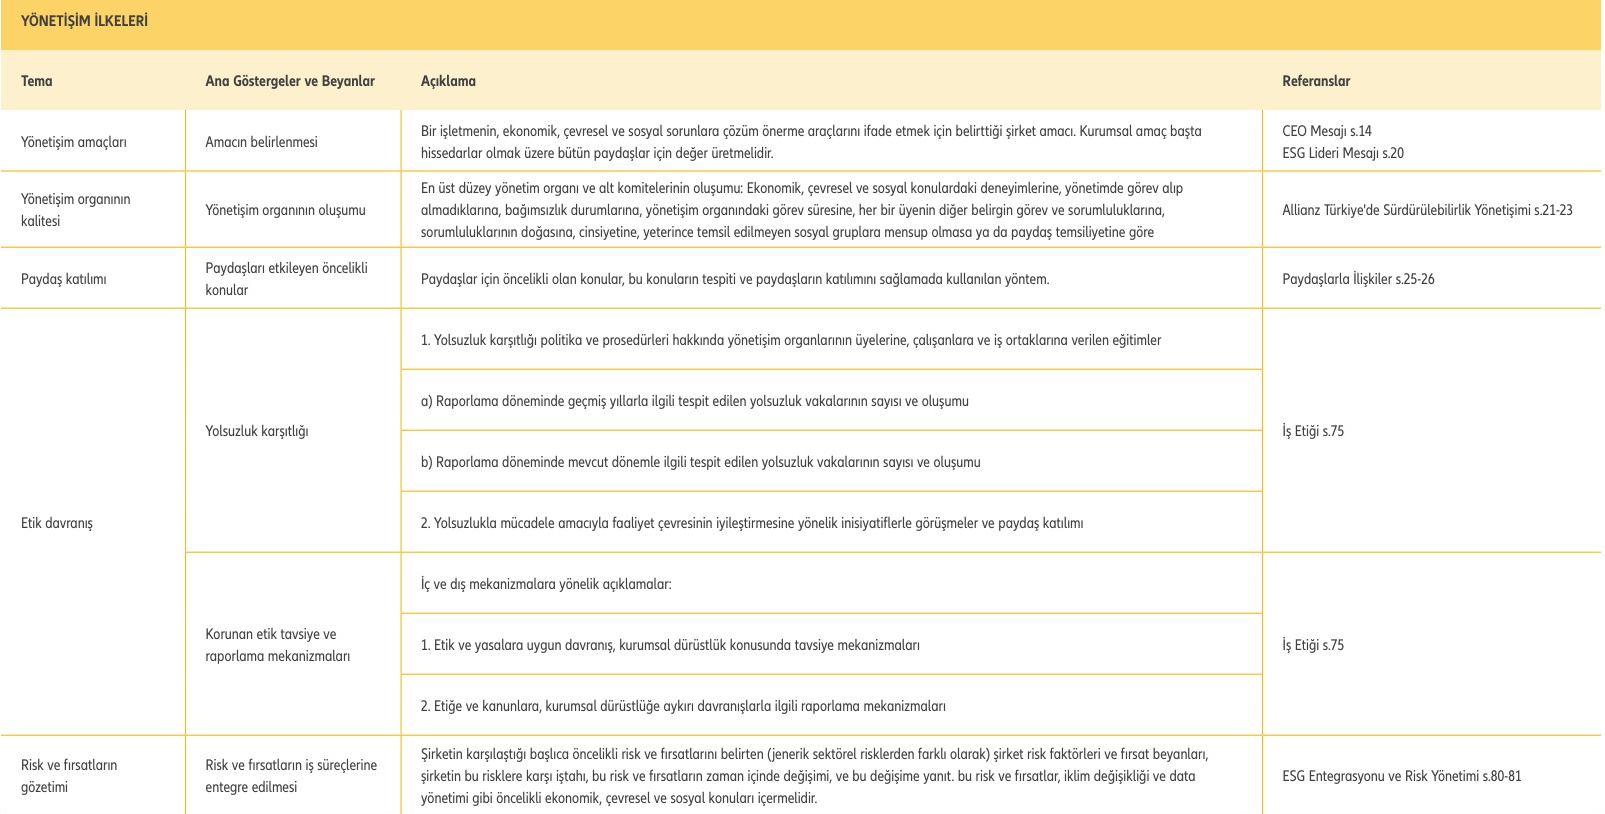 YÖNETİŞİM İLKELERİ
Tema
Ana Göstergeler ve Beyanlar
Açıklama
Referanslar
Yönetişim amaçları
Amacın belirlenmesi
Bir işletmenin, ekonomik, çevresel ve sosyal sorunlara çözüm önerme araçlarını ifade etmek için belirttiği şirket amacı. Kurumsal amaç başta
hissedarlar olmak üzere bütün paydaşlar için değer üretmelidir.
CEO Mesajı s.14
ESG Lideri Mesajı s.20
Yönetişim organının
kalitesi
Yönetişim organının oluşumu
En üst düzey yönetim organı ve alt komitelerinin oluşumu: Ekonomik, çevresel ve sosyal konulardaki deneyimlerine, yönetimde görev alıp
almadıklarına, bağımsızlık durumlarına, yönetişim organındaki görev süresine, her bir üyenin diğer belirgin görev ve sorumluluklarına,
sorumluluklarının doğasına, cinsiyetine, yeterince temsil edilmeyen sosyal gruplara mensup olmasa ya da paydaş temsiliyetine göre
Allianz Türkiye'de Sürdürülebilirlik Yönetişimi s.21-23
Paydaş katılımı
Paydaşları etkileyen öncelikli
konular
Paydaşlar için öncelikli olan konular, bu konuların tespiti ve paydaşların katılımını sağlamada kullanılan yöntem.
Paydaşlarla İlişkiler s.25-26
Etik davranış
Yolsuzluk karşıtlığı
1. Yolsuzluk karşıtlığı politika ve prosedürleri hakkında yönetişim organlarının üyelerine, çalışanlara ve iş ortaklarına verilen eğitimler
a) Raporlama döneminde geçmiş yıllarla ilgili tespit edilen yolsuzluk vakalarının sayısı ve oluşumu
b) Raporlama döneminde mevcut dönemle ilgili tespit edilen yolsuzluk vakalarının sayısı ve oluşumu
2. Yolsuzlukla mücadele amacıyla faaliyet çevresinin iyileştirmesine yönelik inisiyatiflerle görüşmeler ve paydaş katılımı
İş Etiği s.75
Korunan etik tavsiye ve
raporlama mekanizmaları
İç ve dış mekanizmalara yönelik açıklamalar:
1. Etik ve yasalara uygun davranış, kurumsal dürüstlük konusunda tavsiye mekanizmaları
2. Etiğe ve kanunlara, kurumsal dürüstlüğe aykırı davranışlarla ilgili raporlama mekanizmaları
İş Etiği s.75
Risk ve fırsatların
gözetimi
Risk ve fırsatların iş süreçlerine
entegre edilmesi
Şirketin karşılaştığı başlıca öncelikli risk ve fırsatlarını belirten (jenerik sektörel risklerden farklı olarak) şirket risk faktörleri ve fırsat beyanları,
şirketin bu risklere karşı iştahı, bu risk ve fırsatların zaman içinde değişimi, ve bu değişime yanıt. bu risk ve fırsatlar, iklim değişikliği ve data
yönetimi gibi öncelikli ekonomik, çevresel ve sosyal konuları içermelidir.
ESG Entegrasyonu ve Risk Yönetimi s.80-81